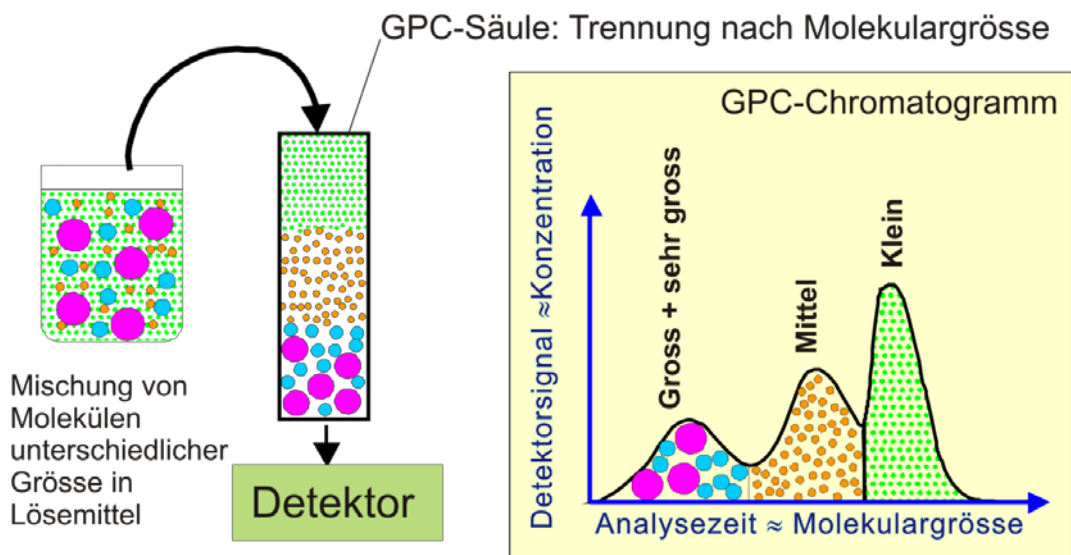 GPC-Säule: Trennung nach Molekulargrösse
Mischung von
Molekülen
unterschiedlicher
Grösse in
Lösemittel
Detektor
GPC-Chromatogramm
Detektorsignal ≈Konzentration
Gross + sehr gross
Mittel
Klein
Analysezeit ≈ Molekulargrösse